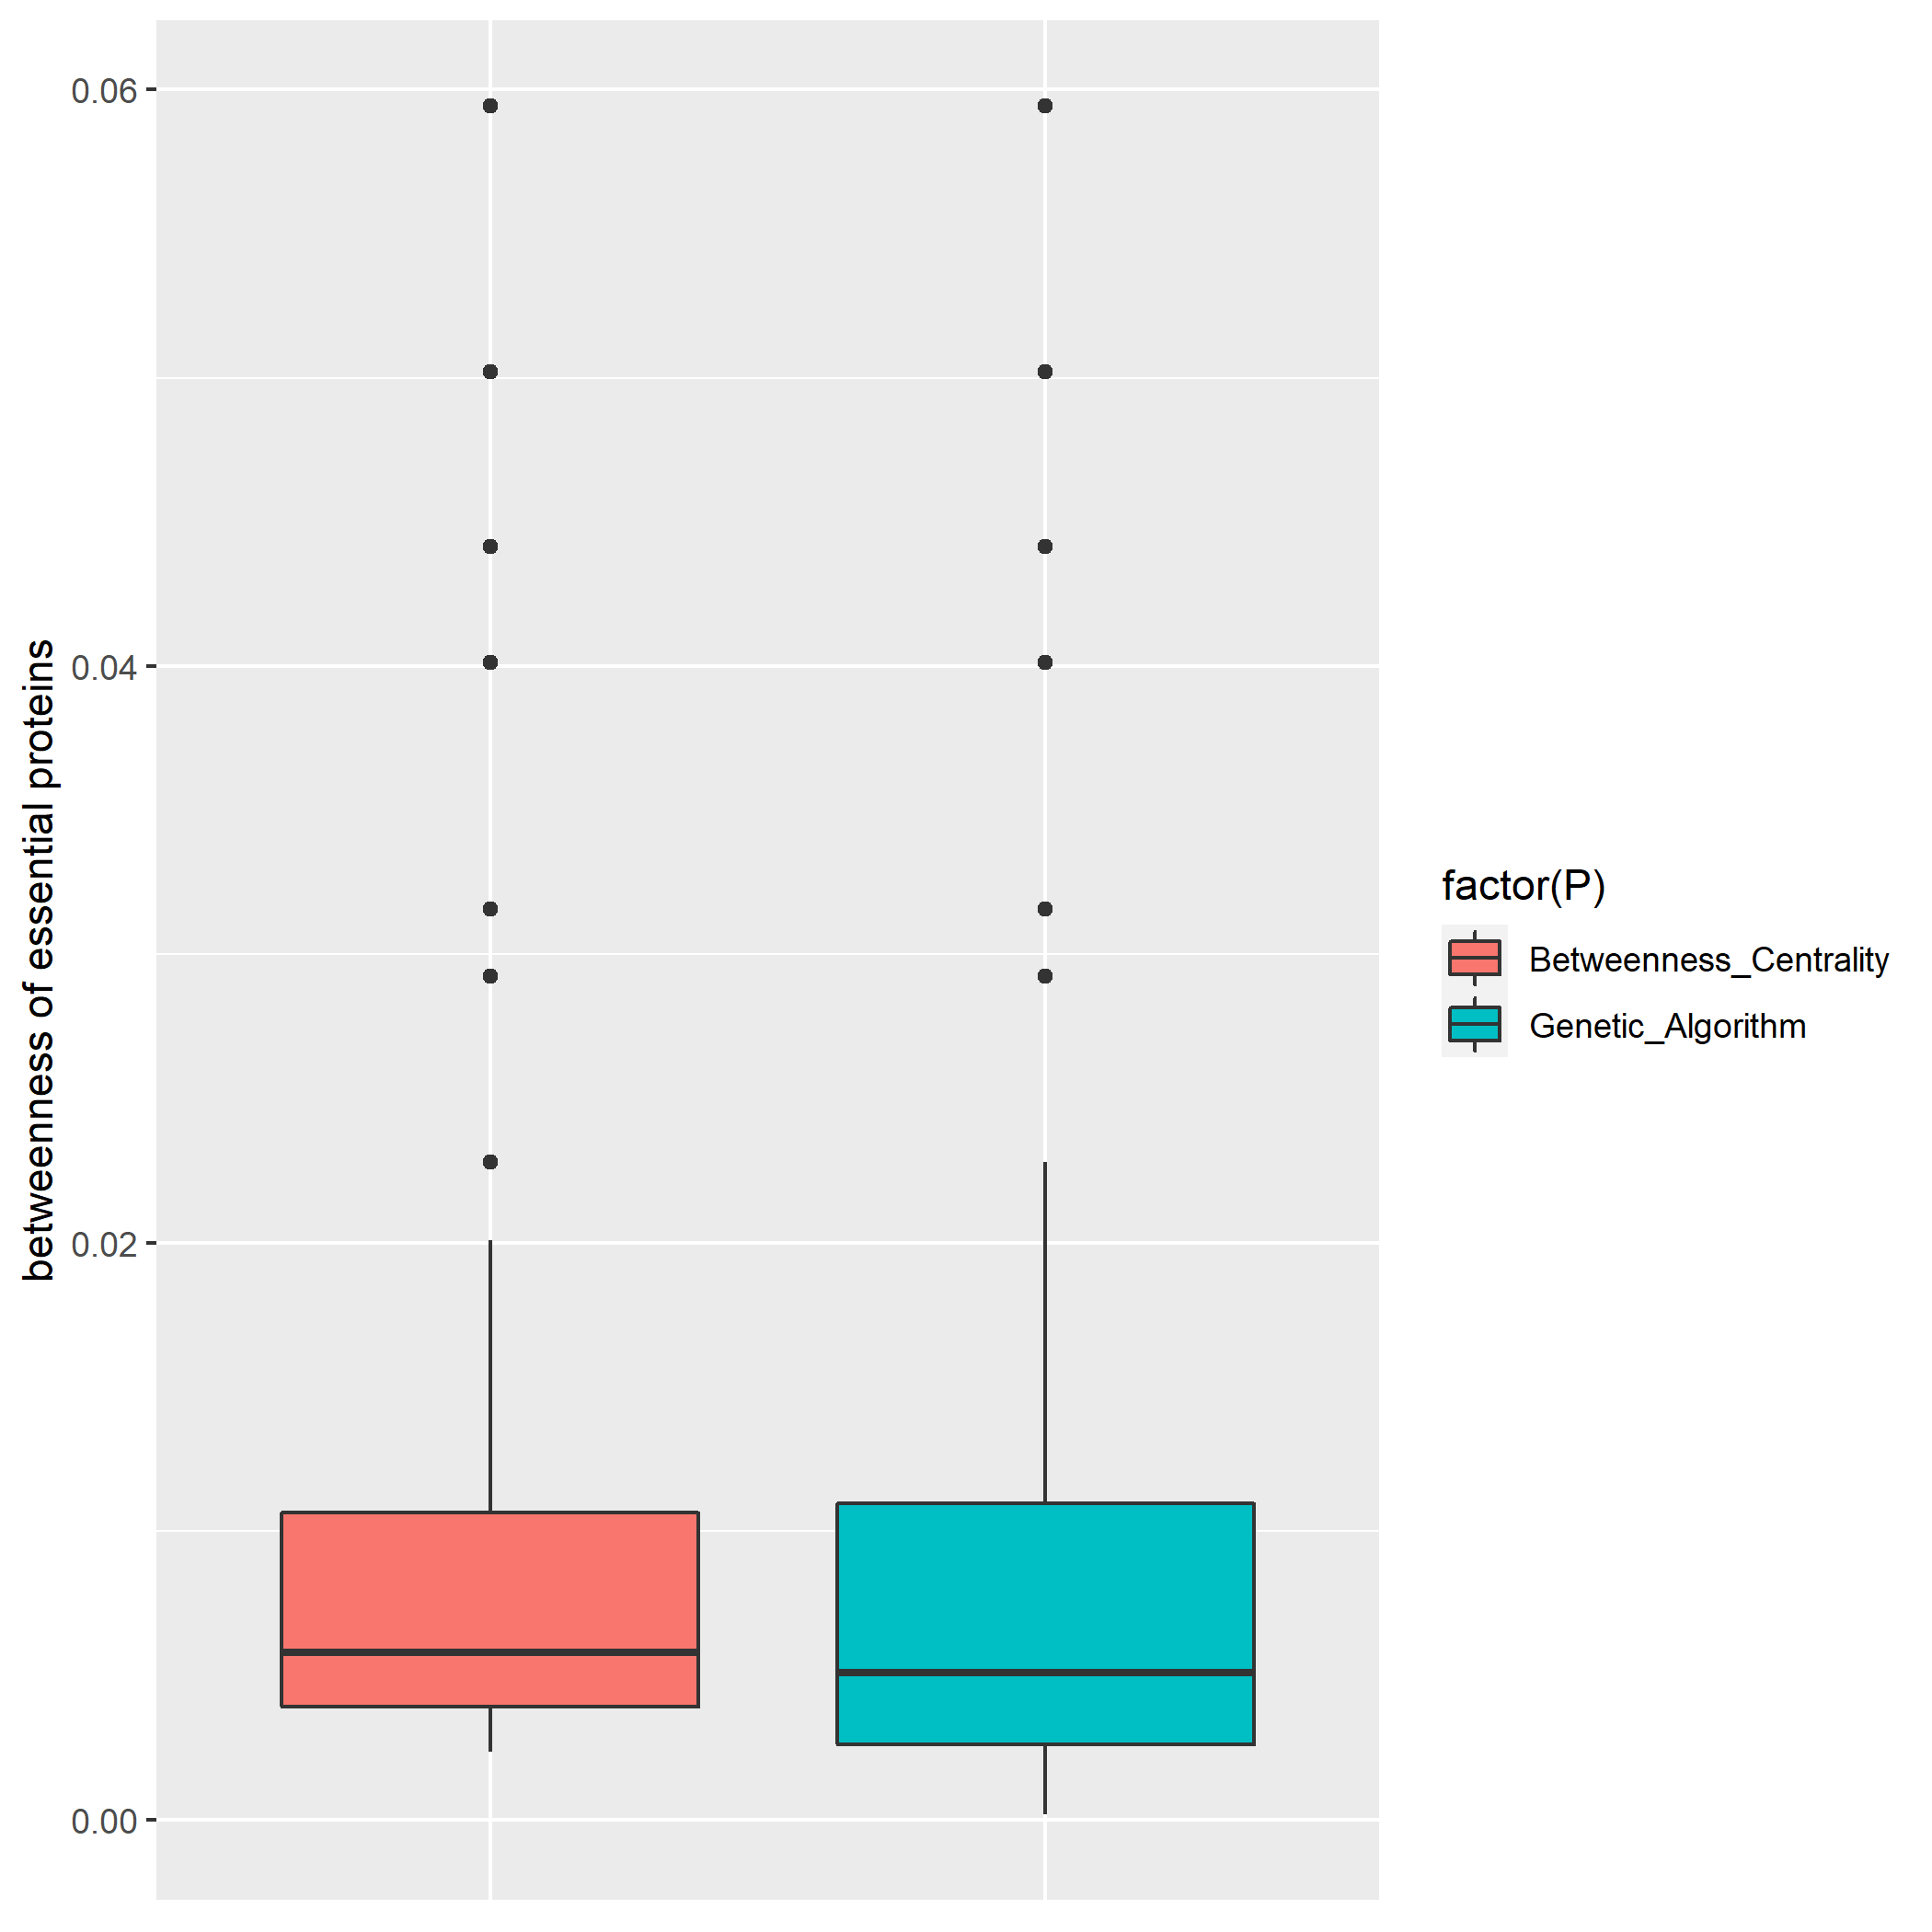 betweenness of essential proteins
0.06
0.04
0.02
0.00
factor(P)
Betweenness_Centrality
Genetic_Algorithm